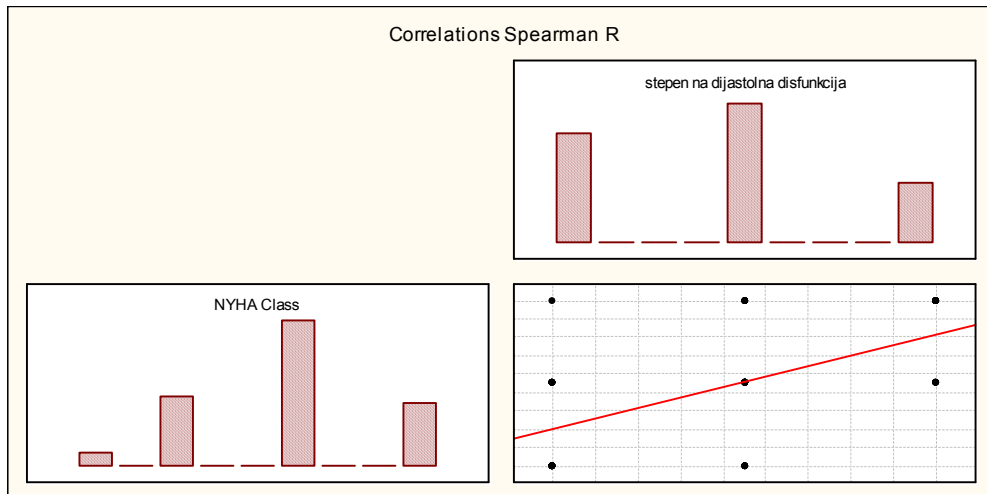 Correlations Spearman R
stepen na dijastolna disfunkcija
NYHA Class